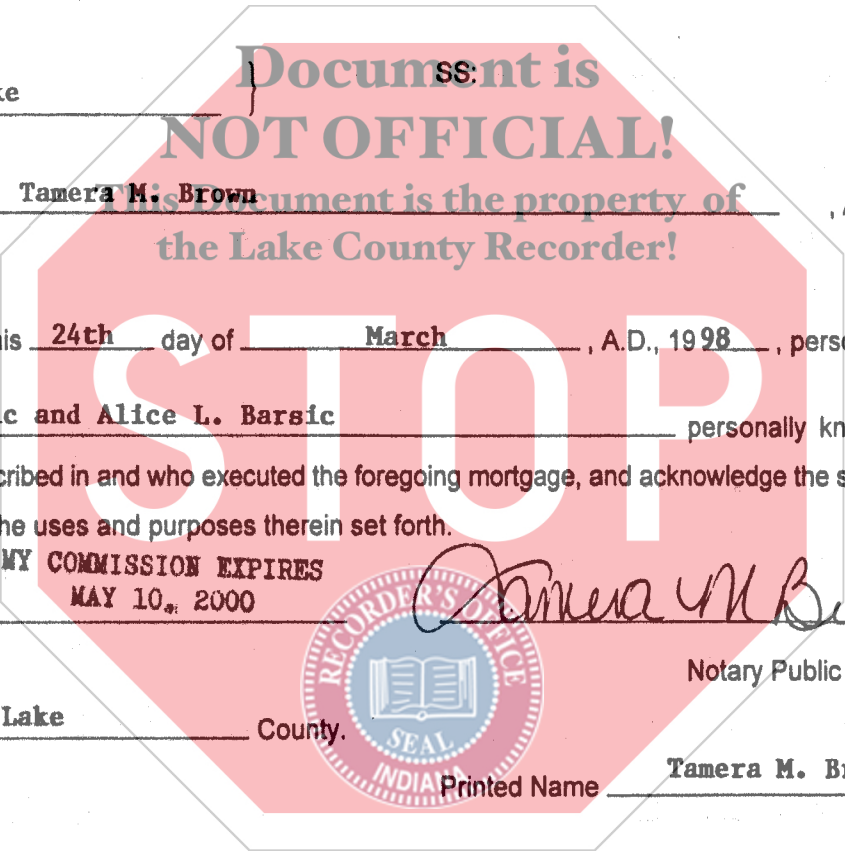 Document is
SS:
ke
NOT OFFICIAL!
Tamera M. Brown
This Document is the property of
the Lake County Recorder!
is 24th day of March , A.D., 1998 , perso
STOP
c and Alice L. Barsic personally kn
cribed in and who executed the foregoing mortgage, and acknowledge the s
he uses and purposes therein set forth.
MY COMMISSION EXPIRES
MAY 10, 2000
Tamera M B
RECORDER'S OFFICE
Notary Public
Lake County.
SEAL
INDIANA
Printed Name Tamera M. Br